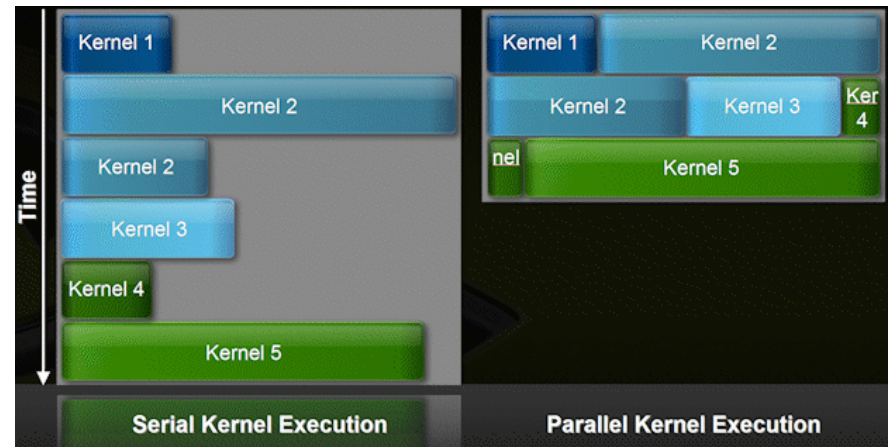 Time
Kernel 1
Kernel 2
Kernel 2
Kernel 3
Kernel 4
Kernel 5
Serial Kernel Execution
Kernel 1 Kernel 2
Kernel 2 Kernel 3 Ker
4
nel
Kernel 5
Parallel Kernel Execution